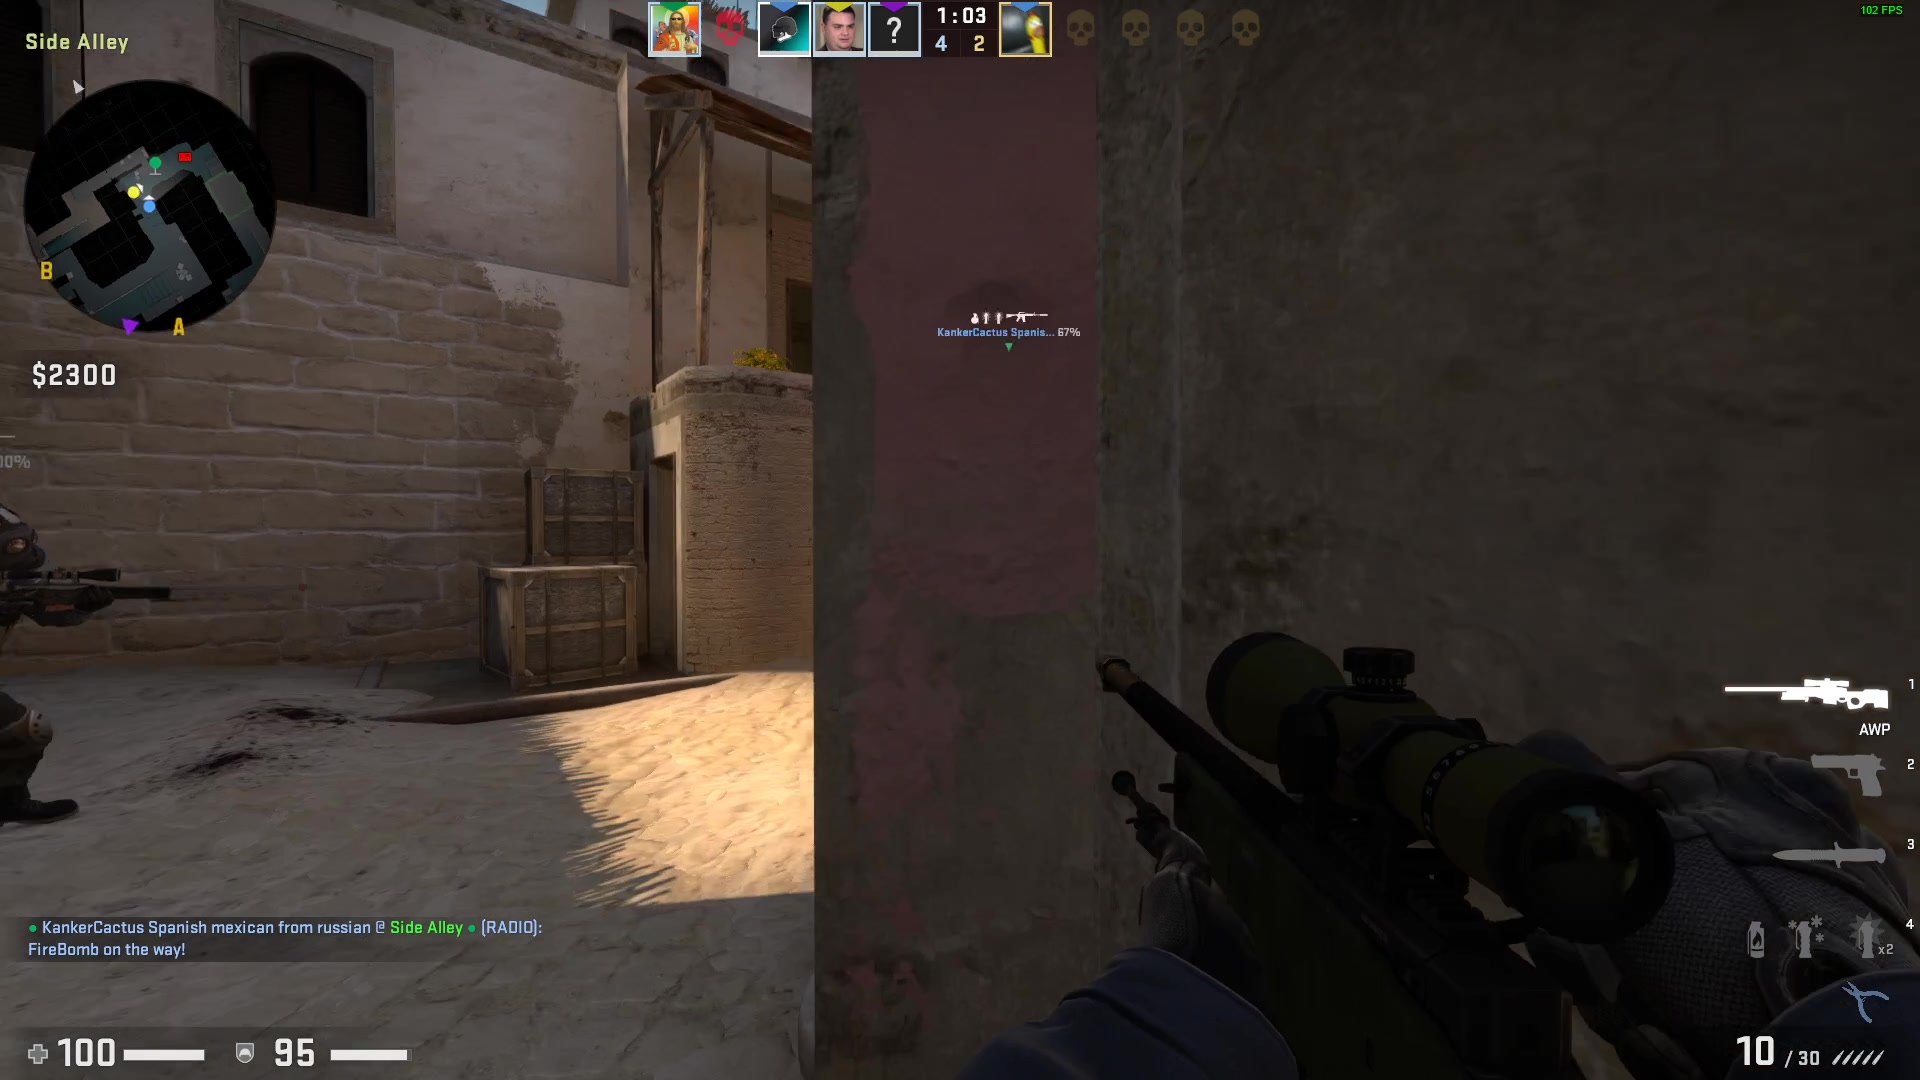 102 FPS
Side Alley
?
1:03
4 2
B
A
$2300
00%
KankerCactus Spanis... 67%
1
AWP
2
3
4
x2
● KankerCactus Spanish mexican from russian @ Side Alley ● (RADIO):
FireBomb on the way!
100 95
10 / 30